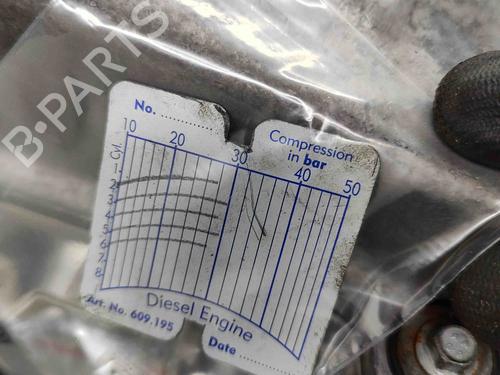 B-PARTS
No. ..................
Compression
in bar
10 20 30 40 50
Cyl.
1
2
3
4
5
6
7
8
Diesel Engine
Art. No. 609.195
Date ..................